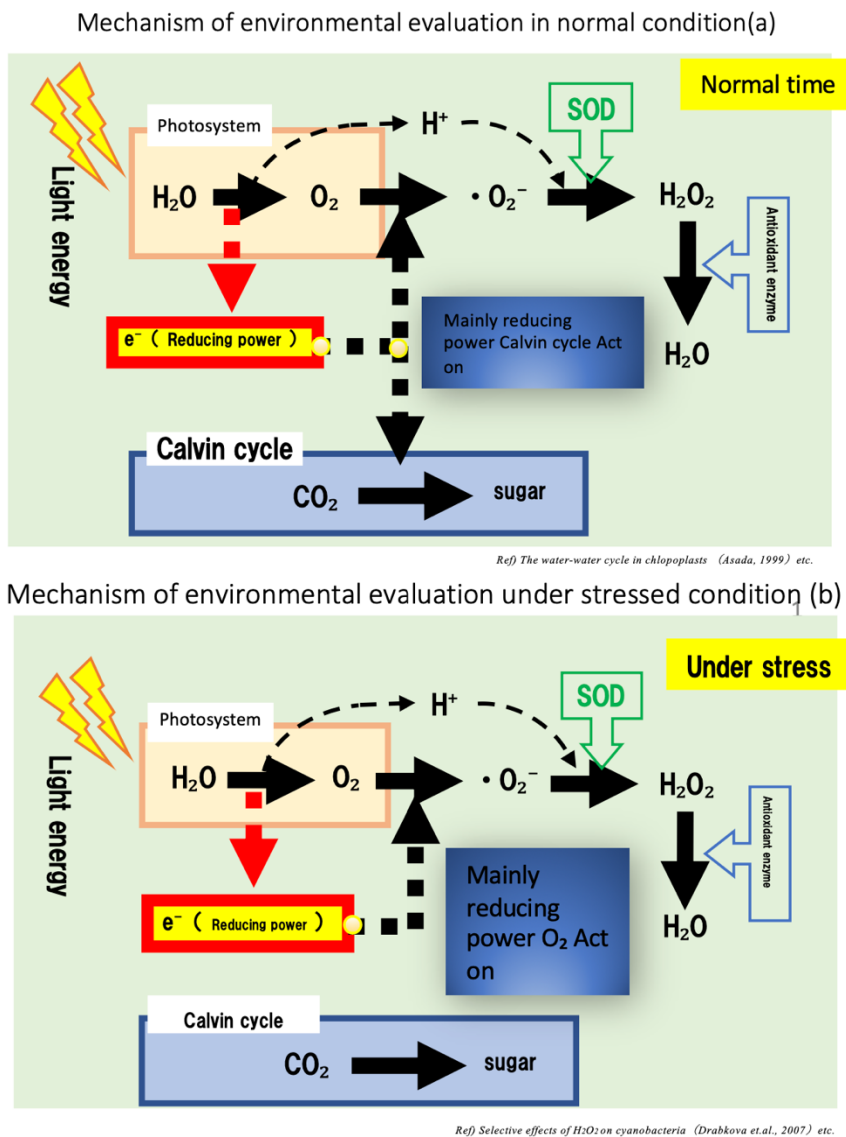 Mechanism of environmental evaluation in normal condition(a)
Normal time
SOD
Photosystem
H⁺
Light energy
H₂O
O₂
・O₂⁻
H₂O₂
Antioxidant enzyme
e⁻（ Reducing power ）
Mainly reducing
power Calvin cycle Act
on
H₂O
Calvin cycle
CO₂
sugar
Ref) The water-water cycle in chlopoplasts （Asada, 1999）etc.
Mechanism of environmental evaluation under stressed condition (b)
1
Under stress
SOD
Photosystem
H⁺
Light energy
H₂O
O₂
・O₂⁻
H₂O₂
Antioxidant enzyme
e⁻（ Reducing power ）
Mainly
reducing
power O₂ Act
on
H₂O
Calvin cycle
CO₂
sugar
Ref) Selective effects of H₂O₂ on cyanobacteria（Drabkova et.al., 2007）etc.